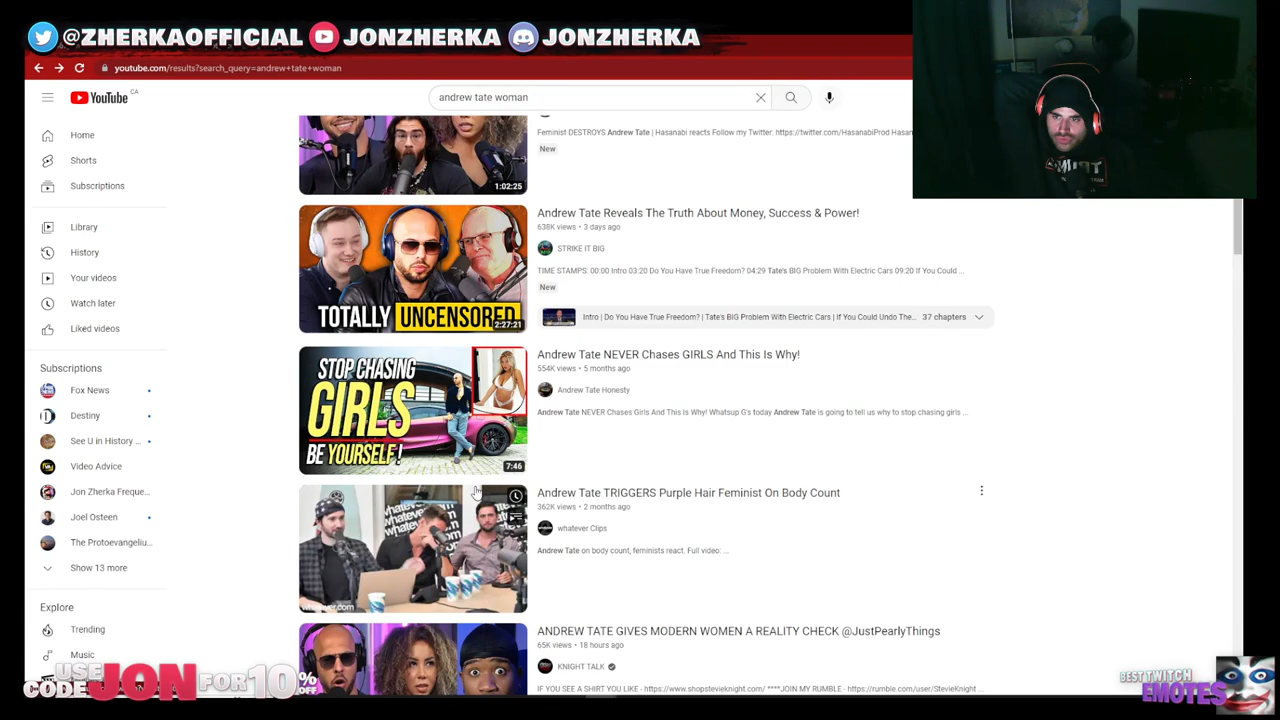 @ZHERKAOFFICIAL JONZHERKA JONZHERKA
youtube.com/results?search_query=andrew+tate+woman
YouTube CA
andrew tate woman
Home
Shorts
Subscriptions
Library
History
Your videos
Watch later
Liked videos
Subscriptions
Fox News
Destiny
See U in History ...
Video Advice
Jon Zherka Freque...
Joel Osteen
The Protoevangeliu...
Show 13 more
Explore
Trending
Music
Feminist DESTROYS Andrew Tate | Hasanabi reacts Follow my Twitter: https://twitter.com/HasanabiProd Hasan
New
1:02:25
Andrew Tate Reveals The Truth About Money, Success & Power!
638K views • 3 days ago
STRIKE IT BIG
TIME STAMPS: 00:00 Intro 03:20 Do You Have True Freedom? 04:29 Tate's BIG Problem With Electric Cars 09:20 If You Could ...
New
Intro | Do You Have True Freedom? | Tate's BIG Problem With Electric Cars | If You Could Undo The... 37 chapters
TOTALLY UNCENSORED
2:27:21
Andrew Tate NEVER Chases GIRLS And This Is Why!
554K views • 5 months ago
Andrew Tate Honesty
Andrew Tate NEVER Chases Girls And This Is Why! Whatsup G's today Andrew Tate is going to tell us why to stop chasing girls ...
STOP CHASING
GIRLS
BE YOURSELF!
7:46
Andrew Tate TRIGGERS Purple Hair Feminist On Body Count
362K views • 2 months ago
whatever Clips
Andrew Tate on body count, feminists react. Full video: ...
whatever.com
ANDREW TATE GIVES MODERN WOMEN A REALITY CHECK @JustPearlyThings
65K views • 18 hours ago
KNIGHT TALK
IF YOU SEE A SHIRT YOU LIKE - https://www.shopstevieknight.com/ ****JOIN MY RUMBLE - https://rumble.com/user/StevieKnight ...
USE
CODE JON FOR 10 % OFF
BEST TWITCH
EMOTES